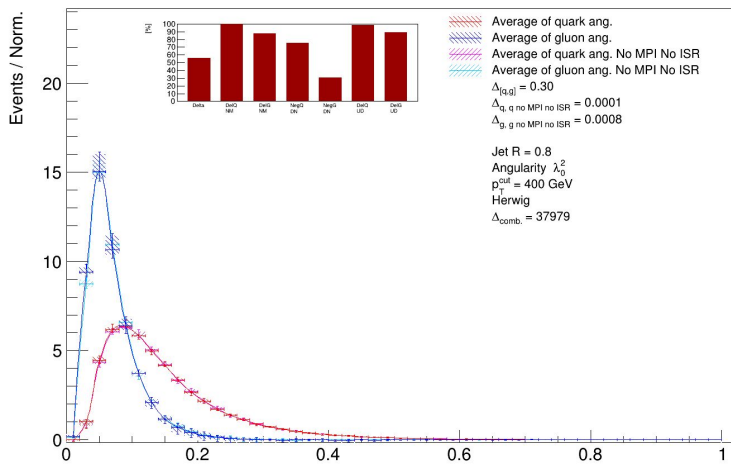 [%]
100
90
80
70
60
50
40
30
20
10
0
Delta DelQ DelG NegQ NegG DelQ DelG
NM NM DN DN UD UD
Events / Norm.
20
15
10
5
0
0 0.2 0.4 0.6 0.8 1
Average of quark ang.
Average of gluon ang.
Average of quark ang. No MPI No ISR
Average of gluon ang. No MPI No ISR
Δ[q,g] = 0.30
Δq, q no MPI no ISR = 0.0001
Δg, g no MPI no ISR = 0.0008
Jet R = 0.8
Angularity λ₀²
p_T^cut = 400 GeV
Herwig
Δcomb. = 37979